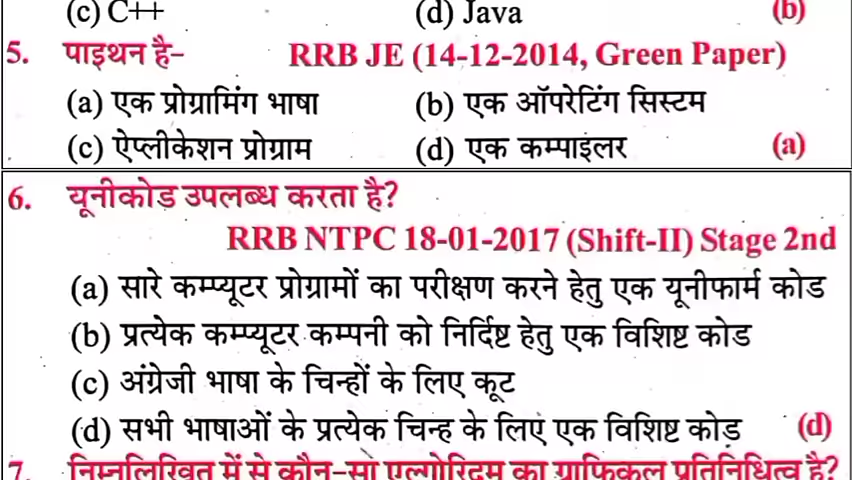 (c) C++ (d) Java (b)
5. पाइथन है– RRB JE (14-12-2014, Green Paper)
(a) एक प्रोग्रामिंग भाषा (b) एक ऑपरेटिंग सिस्टम
(c) ऐप्लीकेशन प्रोग्राम (d) एक कम्पाइलर (a)
6. यूनीकोड उपलब्ध करता है?
RRB NTPC 18-01-2017 (Shift-II) Stage 2nd
(a) सारे कम्प्यूटर प्रोग्रामों का परीक्षण करने हेतु एक यूनीफार्म कोड
(b) प्रत्येक कम्प्यूटर कम्पनी को निर्दिष्ट हेतु एक विशिष्ट कोड
(c) अंग्रेजी भाषा के चिन्हों के लिए कूट
(d) सभी भाषाओं के प्रत्येक चिन्ह के लिए एक विशिष्ट कोड़ (d)
7. निम्नलिखित में से कौन–सा एल्गोरिदम का ग्राफिकल प्रतिनिधित्व है?